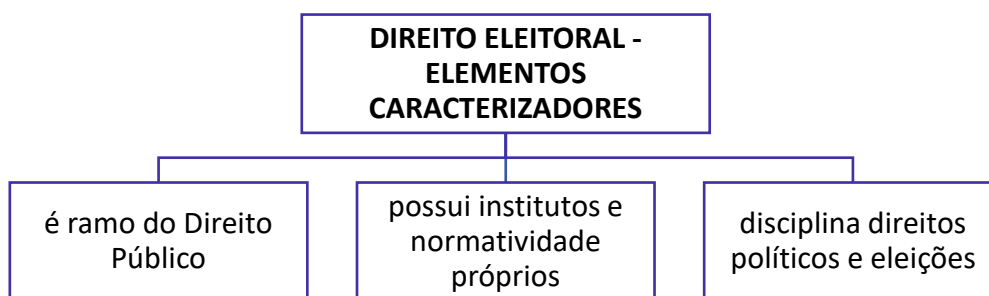 DIREITO ELEITORAL -
ELEMENTOS
CARACTERIZADORES
é ramo do Direito
Público
possui institutos e
normatividade
próprios
disciplina direitos
políticos e eleições